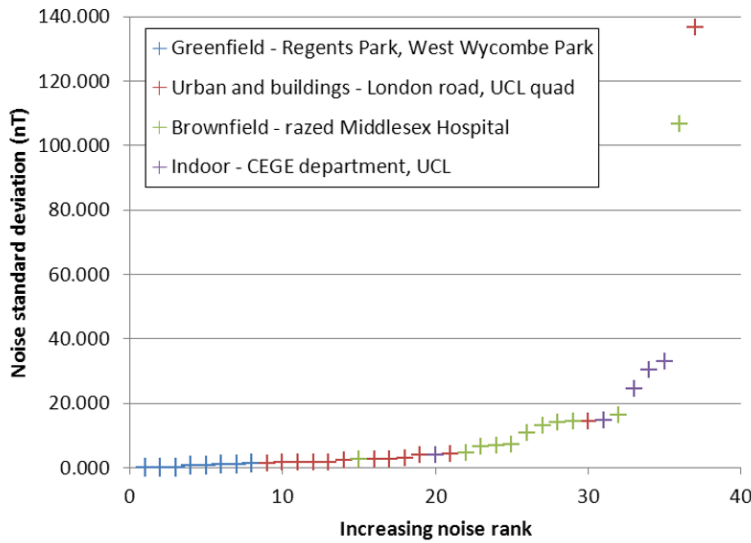 140.000
120.000
100.000
80.000
60.000
40.000
20.000
0.000
Noise standard deviation (nT)
Greenfield - Regents Park, West Wycombe Park
Urban and buildings - London road, UCL quad
Brownfield - razed Middlesex Hospital
Indoor - CEGE department, UCL
0 10 20 30 40
Increasing noise rank